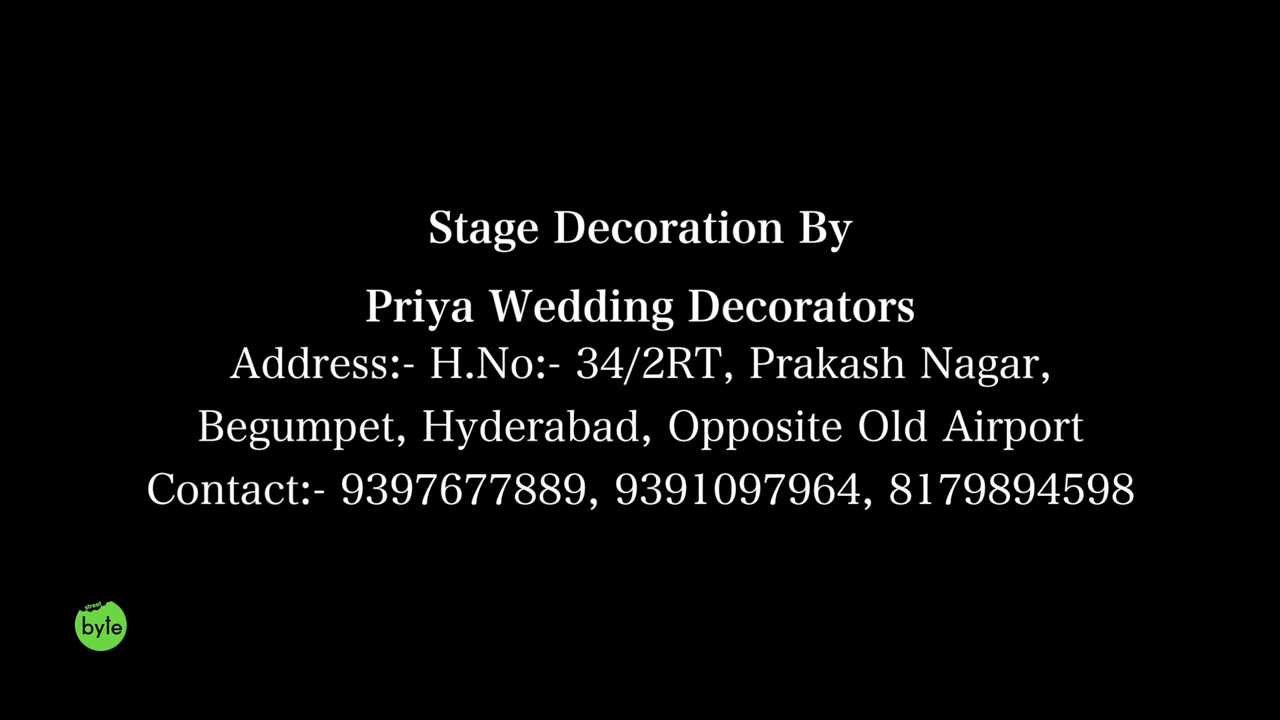 Stage Decoration By
Priya Wedding Decorators
Address:- H.No:- 34/2RT, Prakash Nagar,
Begumpet, Hyderabad, Opposite Old Airport
Contact:- 9397677889, 9391097964, 8179894598
street
byte